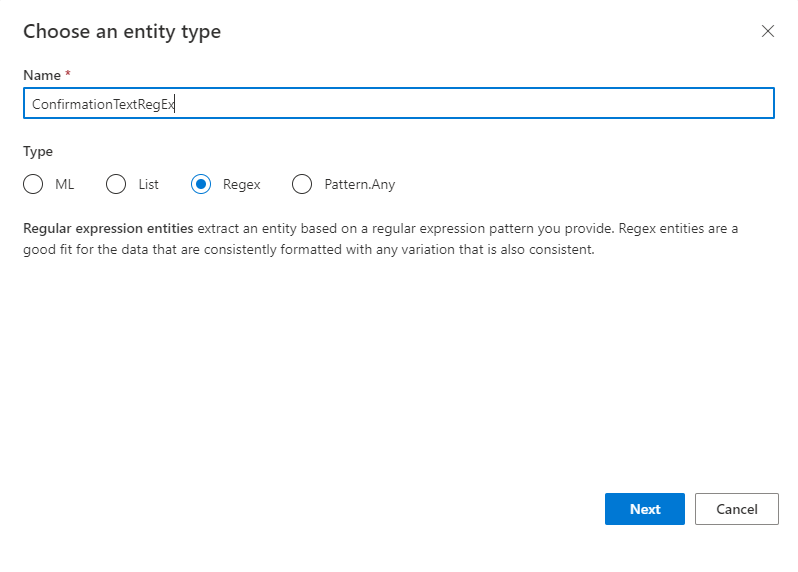 Choose an entity type
Name *
ConfirmationTextRegEx
Type
ML List Regex Pattern.Any
Regular expression entities extract an entity based on a regular expression pattern you provide. Regex entities are a
good fit for the data that are consistently formatted with any variation that is also consistent.
Next Cancel